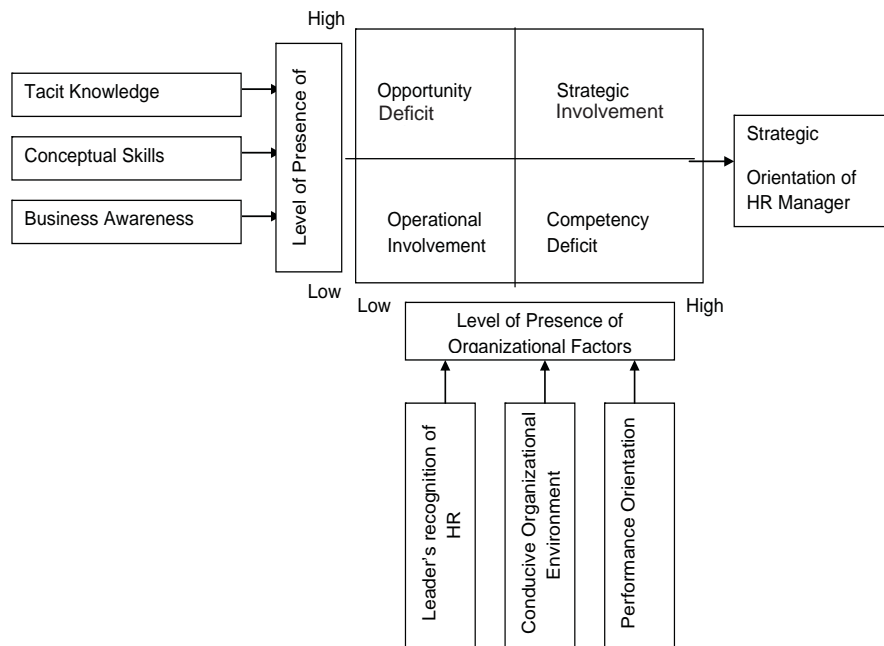 High
Tacit Knowledge
Conceptual Skills
Business Awareness
Level of Presence of
Opportunity
Deficit
Strategic
Involvement
Operational
Involvement
Competency
Deficit
Strategic
Orientation of
HR Manager
Low
Low
High
Level of Presence of
Organizational Factors
Leader's recognition of
HR
Conducive Organizational
Environment
Performance Orientation